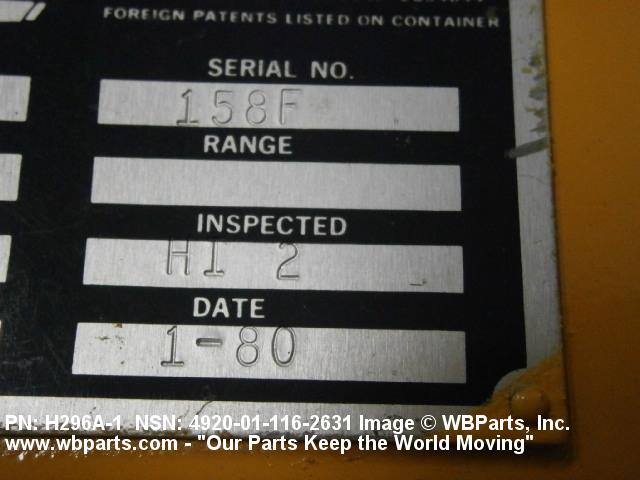 FOREIGN PATENTS LISTED ON CONTAINER
SERIAL NO.
158F
RANGE
INSPECTED
HI 2
DATE
1-80
PN: H296A-1 NSN: 4920-01-116-2631 Image © WBParts, Inc.
www.wbparts.com - "Our Parts Keep the World Moving"